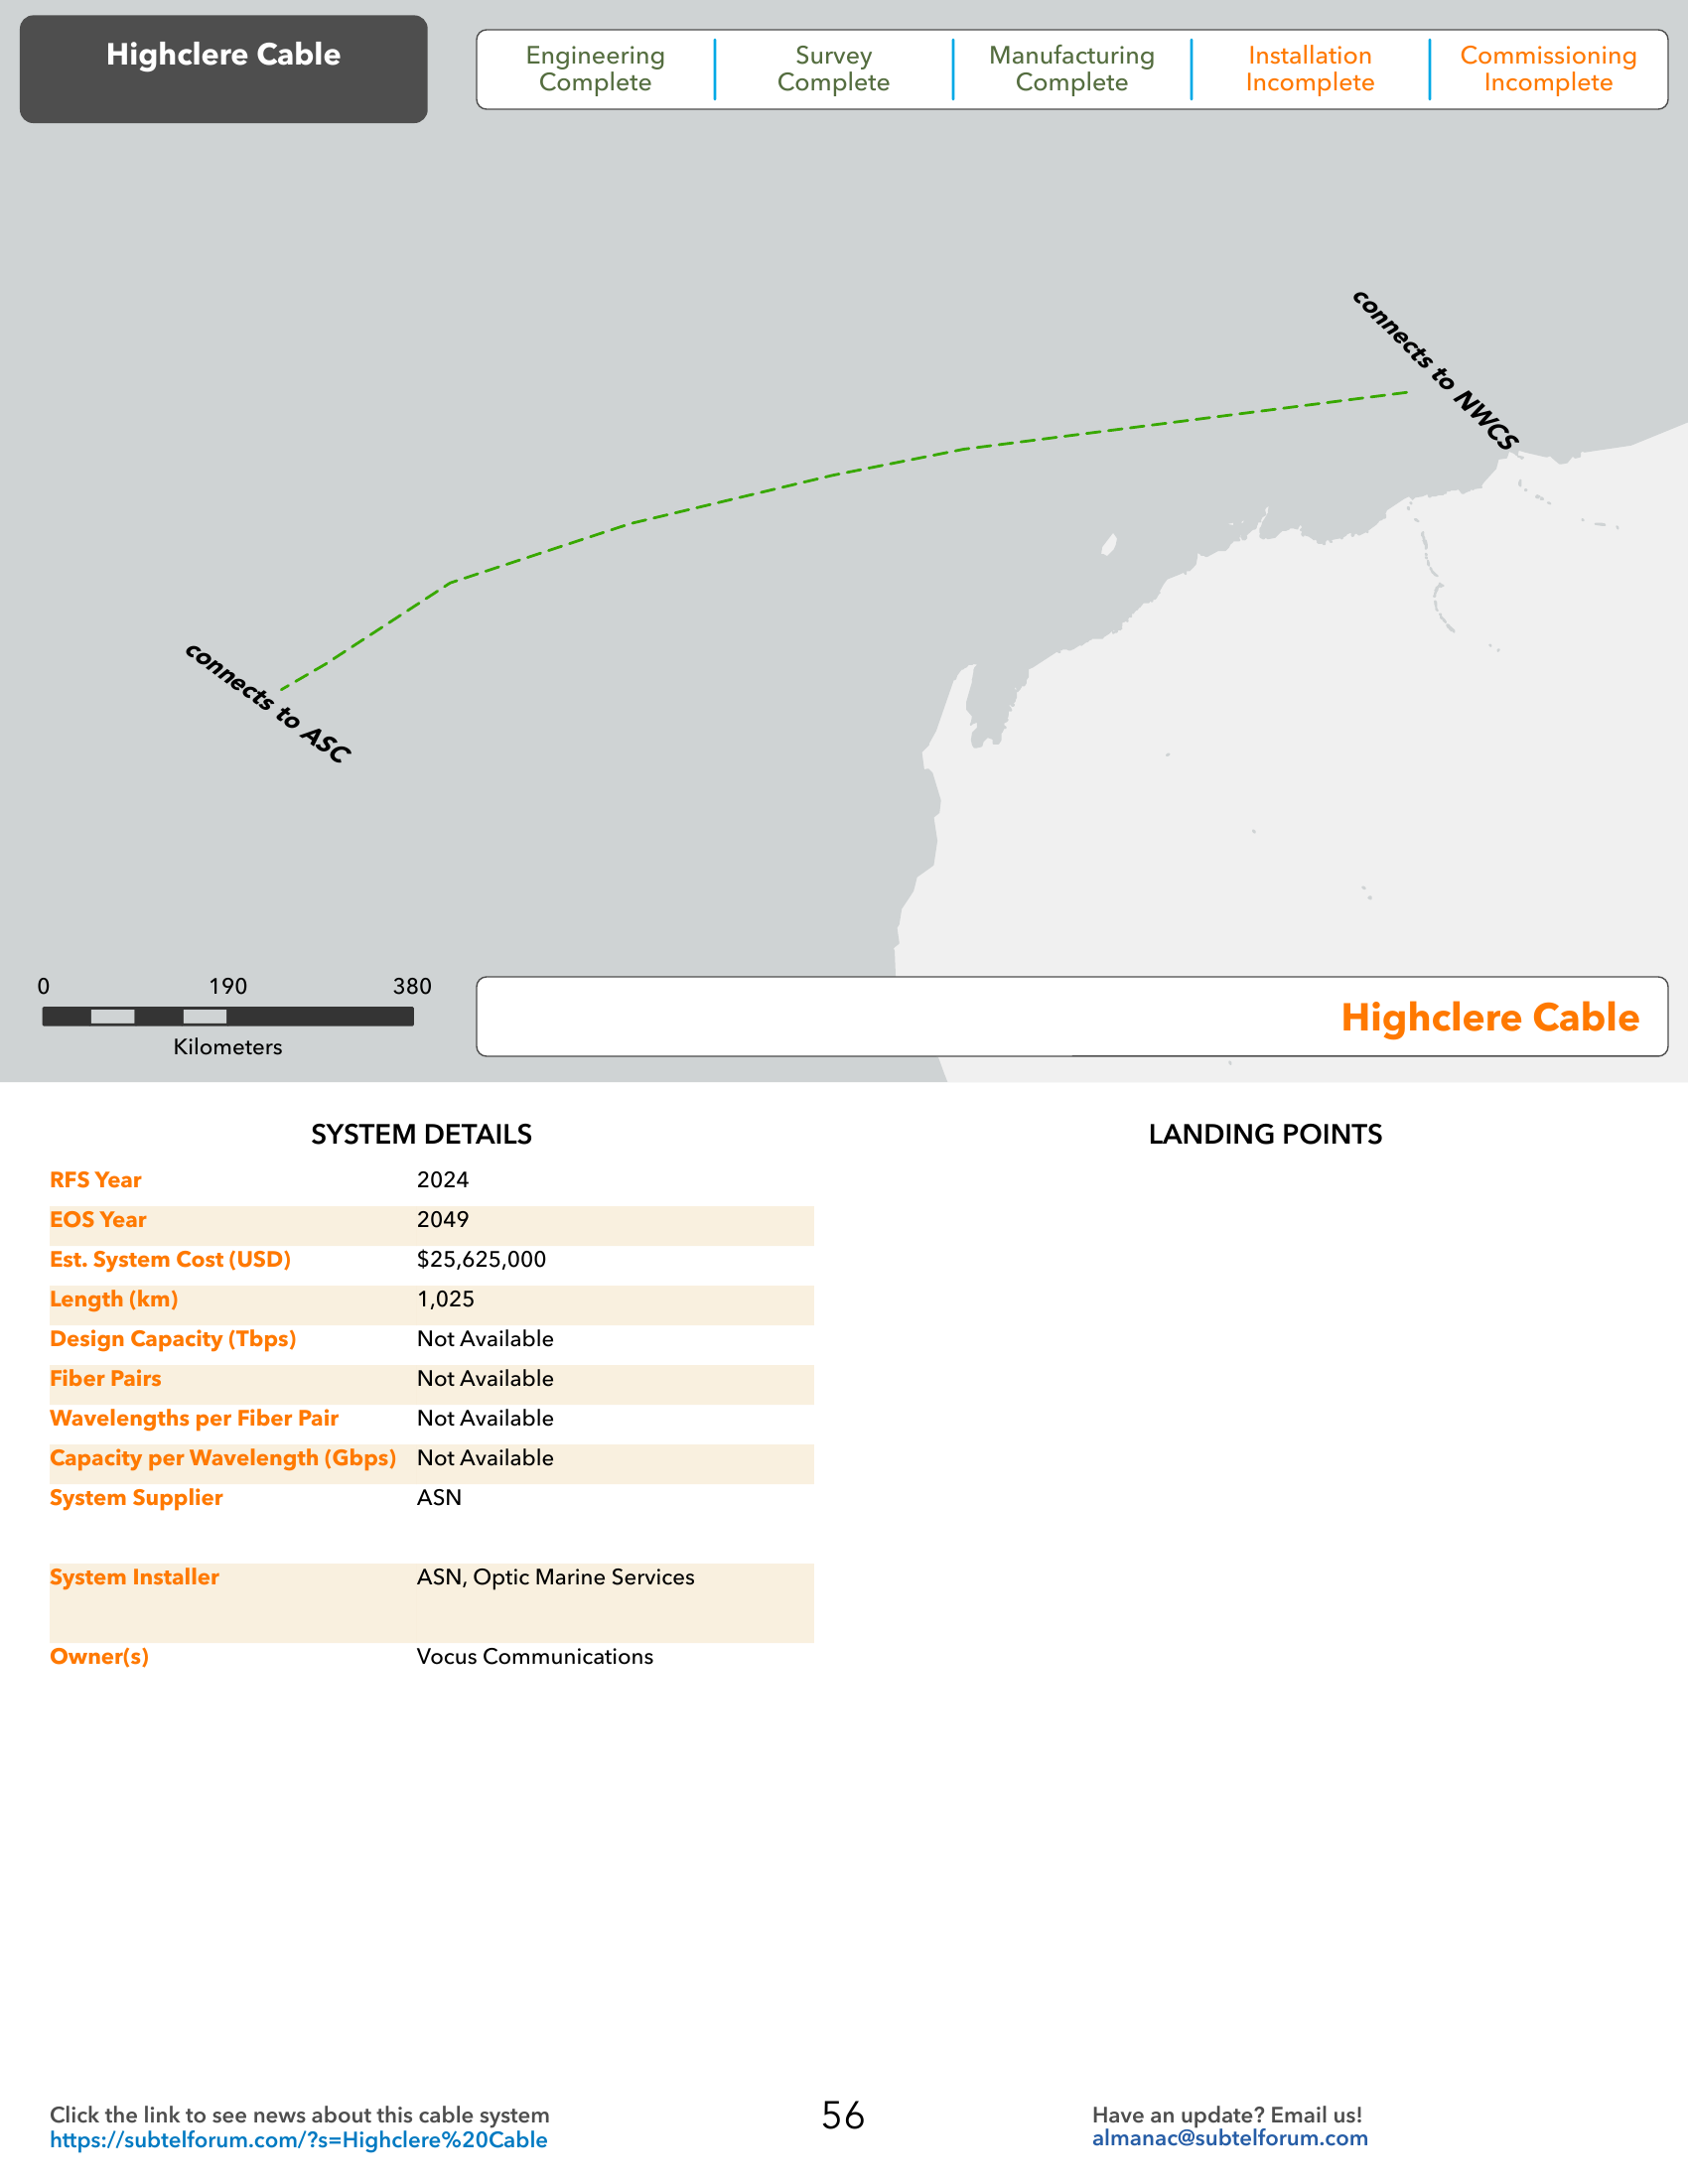 Highclere Cable
Engineering
Complete
Survey
Complete
Manufacturing
Complete
Installation
Incomplete
Commissioning
Incomplete
connects to NWCS
connects to ASC
0 190 380
Kilometers
Highclere Cable
SYSTEM DETAILS
RFS Year 2024
EOS Year 2049
Est. System Cost (USD) $25,625,000
Length (km) 1,025
Design Capacity (Tbps) Not Available
Fiber Pairs Not Available
Wavelengths per Fiber Pair Not Available
Capacity per Wavelength (Gbps) Not Available
System Supplier ASN
System Installer ASN, Optic Marine Services
Owner(s) Vocus Communications
LANDING POINTS
Click the link to see news about this cable system
https://subtelforum.com/?s=Highclere%20Cable
56
Have an update? Email us!
almanac@subtelforum.com